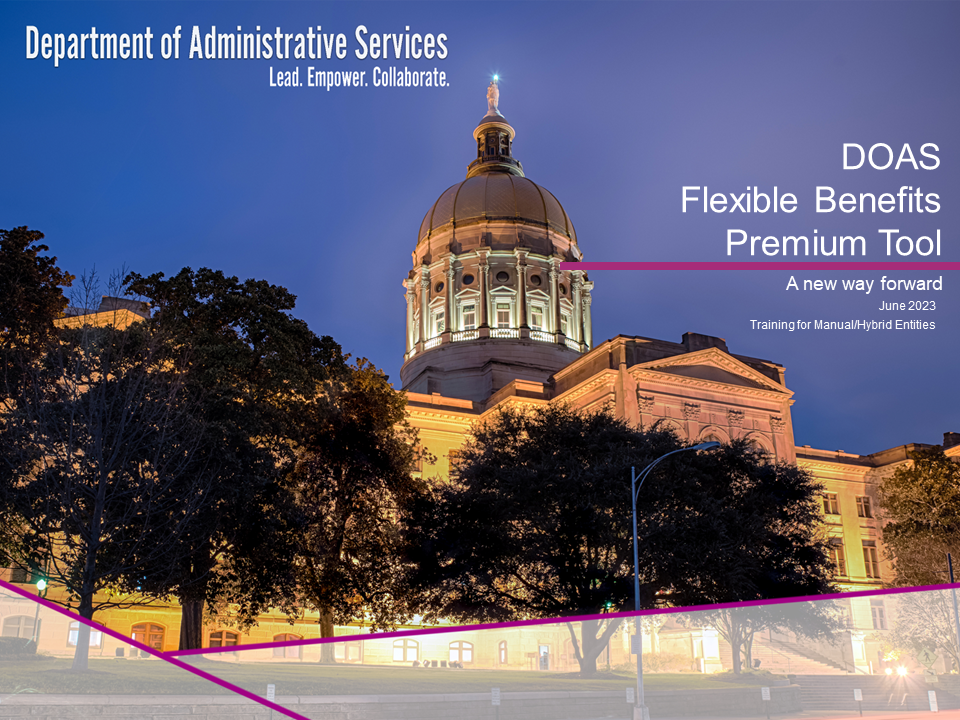 Department of Administrative Services
Lead. Empower. Collaborate.
DOAS
Flexible Benefits
Premium Tool
A new way forward
June 2023
Training for Manual/Hybrid Entities